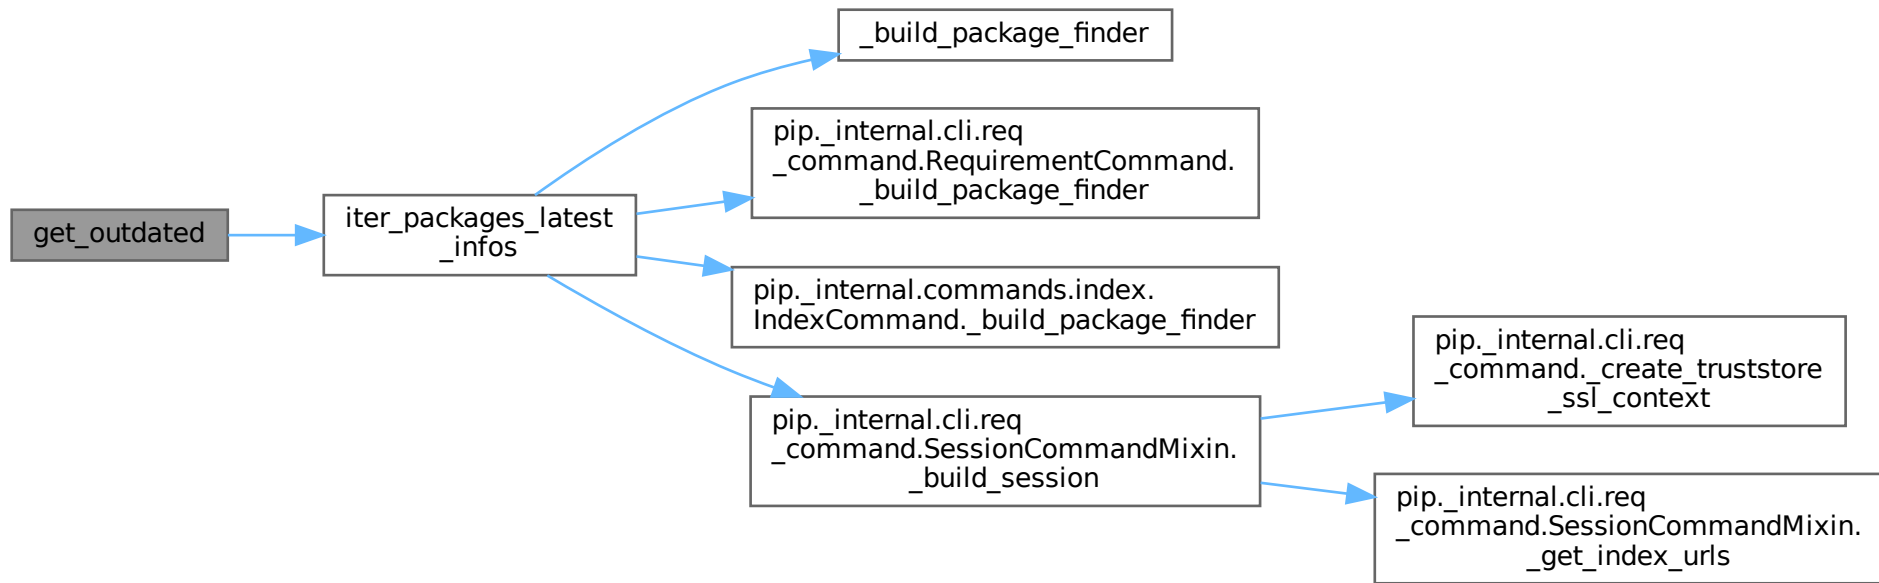 get_outdated
iter_packages_latest
_infos
_build_package_finder
pip._internal.cli.req
_command.RequirementCommand.
_build_package_finder
pip._internal.commands.index.
IndexCommand._build_package_finder
pip._internal.cli.req
_command.SessionCommandMixin.
_build_session
pip._internal.cli.req
_command._create_truststore
_ssl_context
pip._internal.cli.req
_command.SessionCommandMixin.
_get_index_urls